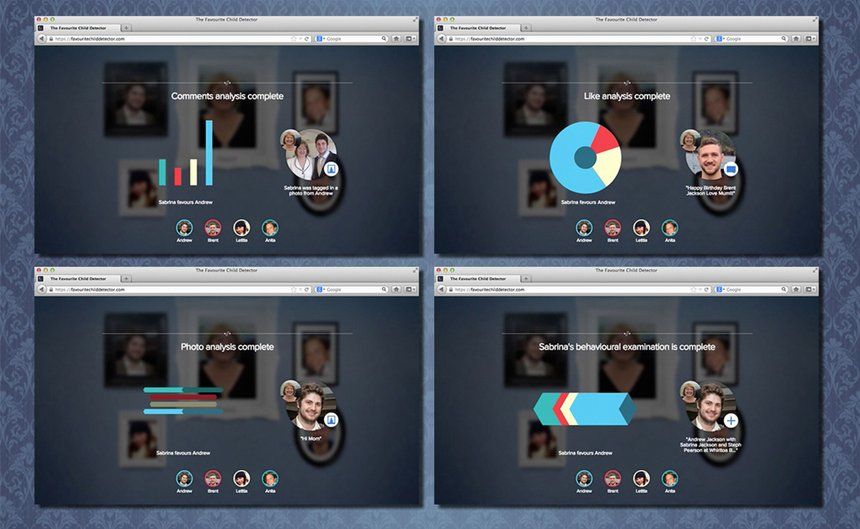 The Favourite Child Detector
The Favourite Child Detector
https://favouritechilddetector.com
Google
Comments analysis complete
Sabrina was tagged in a
photo from Andrew
Sabrina favours Andrew
Andrew
Brent
Letitia
Anita
The Favourite Child Detector
The Favourite Child Detector
https://favouritechilddetector.com
Google
Like analysis complete
"Happy Birthday Brent
Jackson Love Mum!!!"
Sabrina favours Andrew
Andrew
Brent
Letitia
Anita
The Favourite Child Detector
The Favourite Child Detector
https://favouritechilddetector.com
Google
Photo analysis complete
"Hi Mom"
Sabrina favours Andrew
Andrew
Brent
Letitia
Anita
The Favourite Child Detector
The Favourite Child Detector
https://favouritechilddetector.com
Google
Sabrina's behavioural examination is complete
"Andrew Jackson with
Sabrina Jackson and Steph
Pearson at
Sabrina favours Andrew
Andrew
Brent
Letitia
Anita